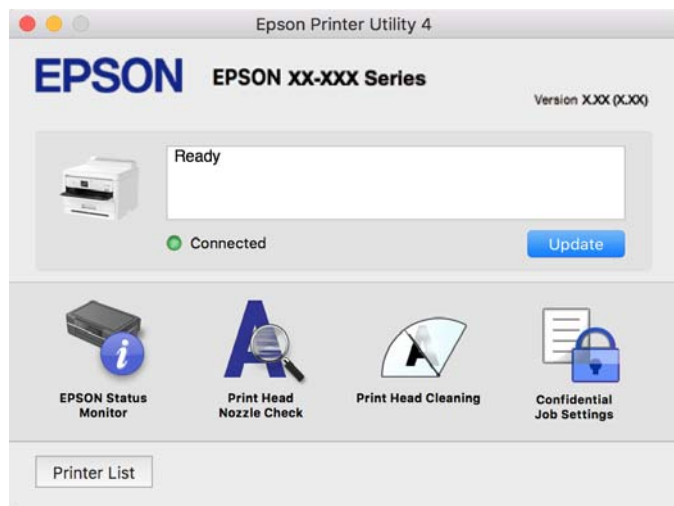 Epson Printer Utility 4
EPSON
EPSON XX-XXX Series
Version X.XX (X.XX)
Ready
Connected
Update
EPSON Status
Monitor
Print Head
Nozzle Check
Print Head Cleaning
Confidential
Job Settings
Printer List